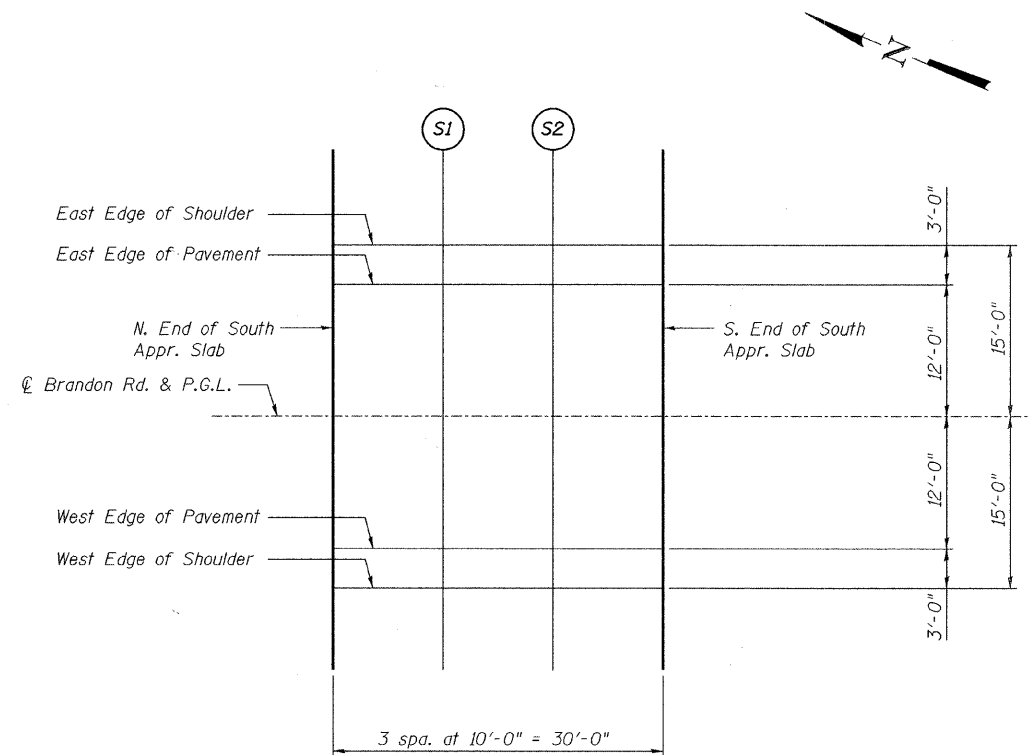 N
S1
S2
East Edge of Shoulder
East Edge of Pavement
N. End of South
Appr. Slab
S. End of South
Appr. Slab
℄ Brandon Rd. & P.G.L.
West Edge of Pavement
West Edge of Shoulder
3'-0"
12'-0"
15'-0"
12'-0"
15'-0"
3'-0"
3 spa. at 10'-0" = 30'-0"